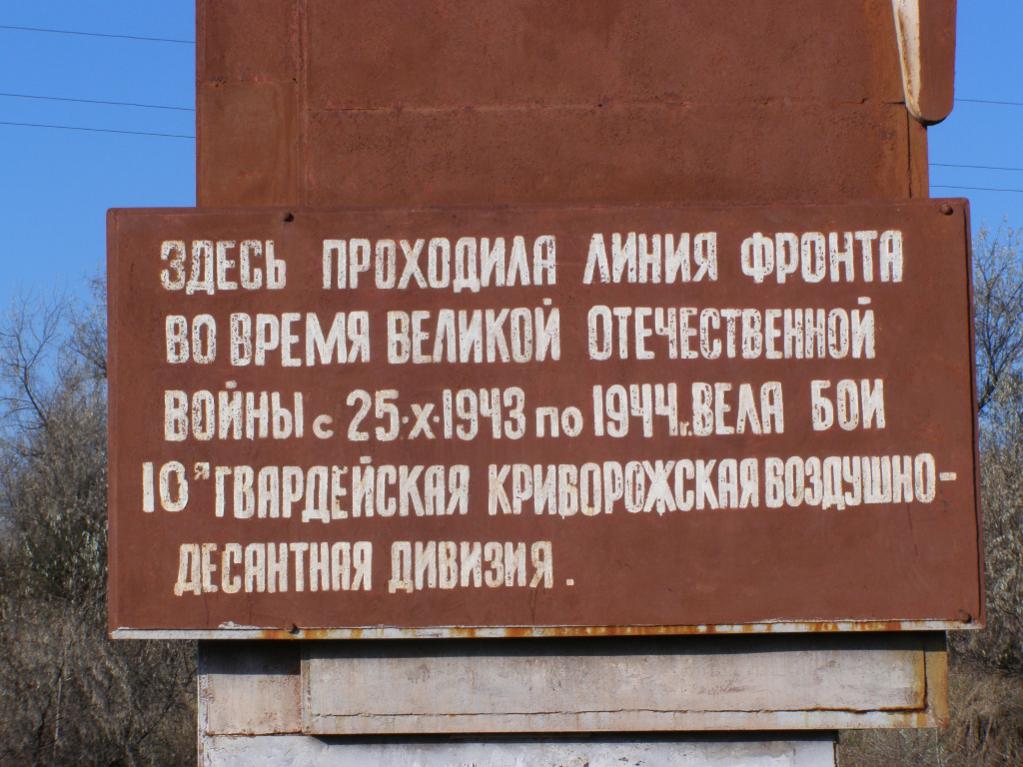 ЗДЕСЬ ПРОХОДИЛА ЛИНИЯ ФРОНТА
ВО ВРЕМЯ ВЕЛИКОЙ ОТЕЧЕСТВЕННОЙ
ВОЙНЫ с 25·X·1943 по 1944г. ВЕЛА БОИ
10я ГВАРДЕЙСКАЯ КРИВОРОЖСКАЯ ВОЗДУШНО-
ДЕСАНТНАЯ ДИВИЗИЯ.